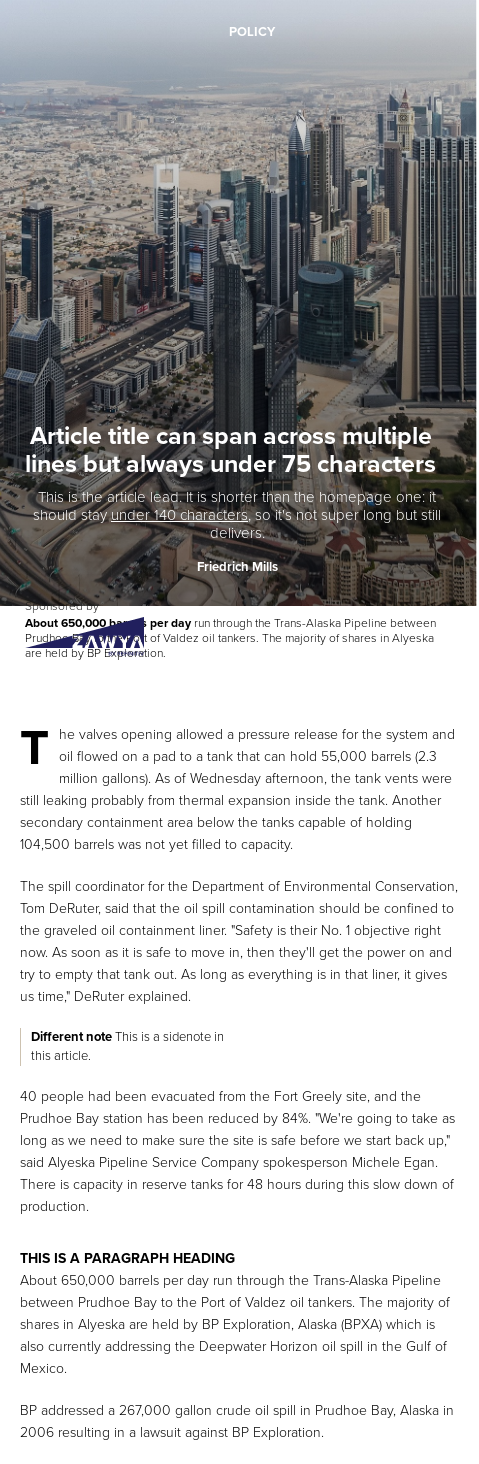 POLICY
Article title can span across multiple
lines but always under 75 characters
This is the article lead. It is shorter than the homepage one: it
should stay under 140 characters, so it's not super long but still
delivers.
Friedrich Mills
Sponsored by
About 650,000 barrels per day run through the Trans-Alaska Pipeline between
Prudhoe Bay to the Port of Valdez oil tankers. The majority of shares in Alyeska
are held by BP Exploration.
ZAWYA
The valves opening allowed a pressure release for the system and
oil flowed on a pad to a tank that can hold 55,000 barrels (2.3
million gallons). As of Wednesday afternoon, the tank vents were
still leaking probably from thermal expansion inside the tank. Another
secondary containment area below the tanks capable of holding
104,500 barrels was not yet filled to capacity.
The spill coordinator for the Department of Environmental Conservation,
Tom DeRuter, said that the oil spill contamination should be confined to
the graveled oil containment liner. "Safety is their No. 1 objective right
now. As soon as it is safe to move in, then they'll get the power on and
try to empty that tank out. As long as everything is in that liner, it gives
us time," DeRuter explained.
Different note This is a sidenote in
this article.
40 people had been evacuated from the Fort Greely site, and the
Prudhoe Bay station has been reduced by 84%. "We're going to take as
long as we need to make sure the site is safe before we start back up,"
said Alyeska Pipeline Service Company spokesperson Michele Egan.
There is capacity in reserve tanks for 48 hours during this slow down of
production.
THIS IS A PARAGRAPH HEADING
About 650,000 barrels per day run through the Trans-Alaska Pipeline
between Prudhoe Bay to the Port of Valdez oil tankers. The majority of
shares in Alyeska are held by BP Exploration, Alaska (BPXA) which is
also currently addressing the Deepwater Horizon oil spill in the Gulf of
Mexico.
BP addressed a 267,000 gallon crude oil spill in Prudhoe Bay, Alaska in
2006 resulting in a lawsuit against BP Exploration.